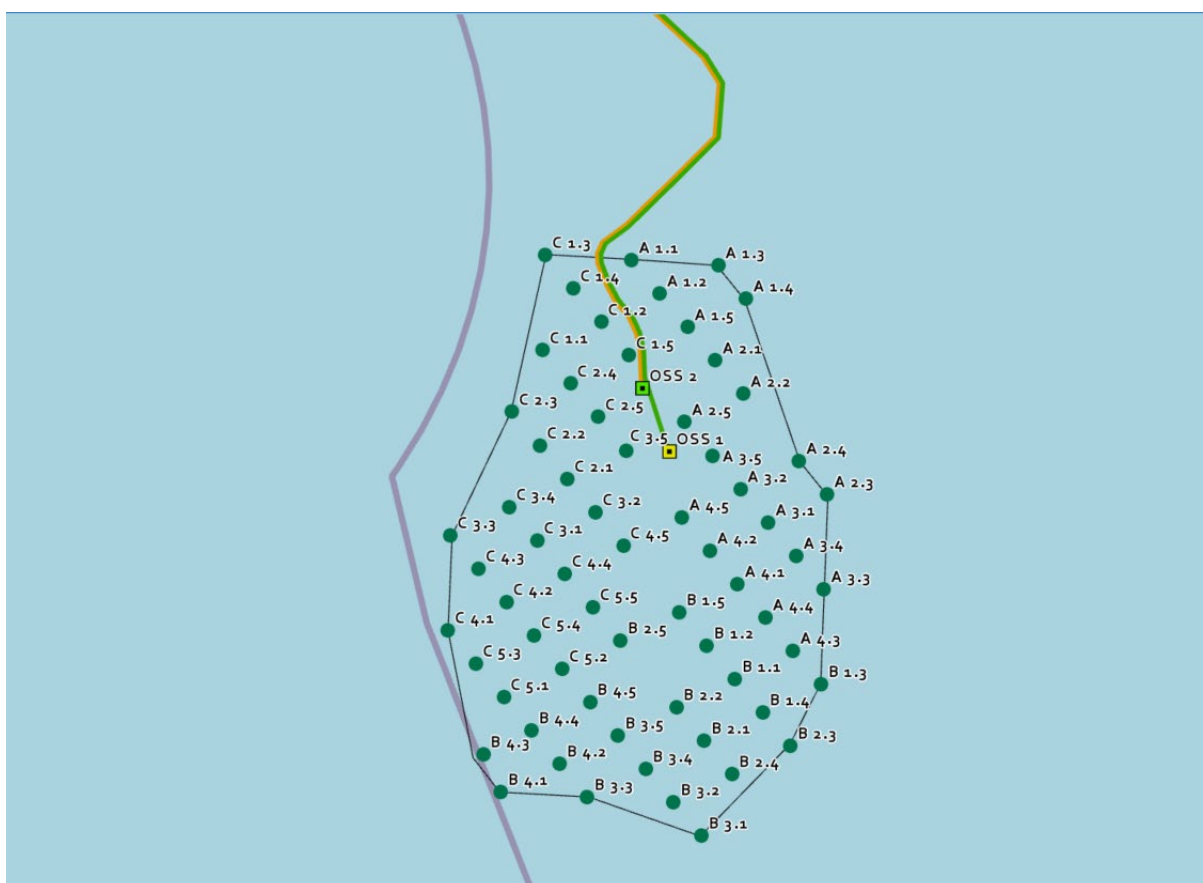 C 1.3
A 1.1
A 1.3
C 1.4
A 1.2
A 1.4
C 1.2
A 1.5
C 1.1
C 1.5
A 2.1
C 2.4
OSS 2
A 2.2
C 2.3
C 2.5
A 2.5
C 2.2
C 3.5
OSS 1
A 3.5
A 2.4
C 2.1
A 3.2
A 2.3
C 3.4
C 3.2
A 4.5
A 3.1
C 3.3
C 3.1
C 4.5
A 4.2
A 3.4
C 4.3
C 4.4
A 4.1
A 3.3
C 4.2
C 5.5
B 1.5
A 4.4
C 4.1
C 5.4
B 2.5
B 1.2
A 4.3
C 5.3
C 5.2
B 1.1
B 1.3
C 5.1
B 4.5
B 2.2
B 1.4
B 4.4
B 3.5
B 2.1
B 2.3
B 4.3
B 4.2
B 3.4
B 2.4
B 4.1
B 3.3
B 3.2
B 3.1